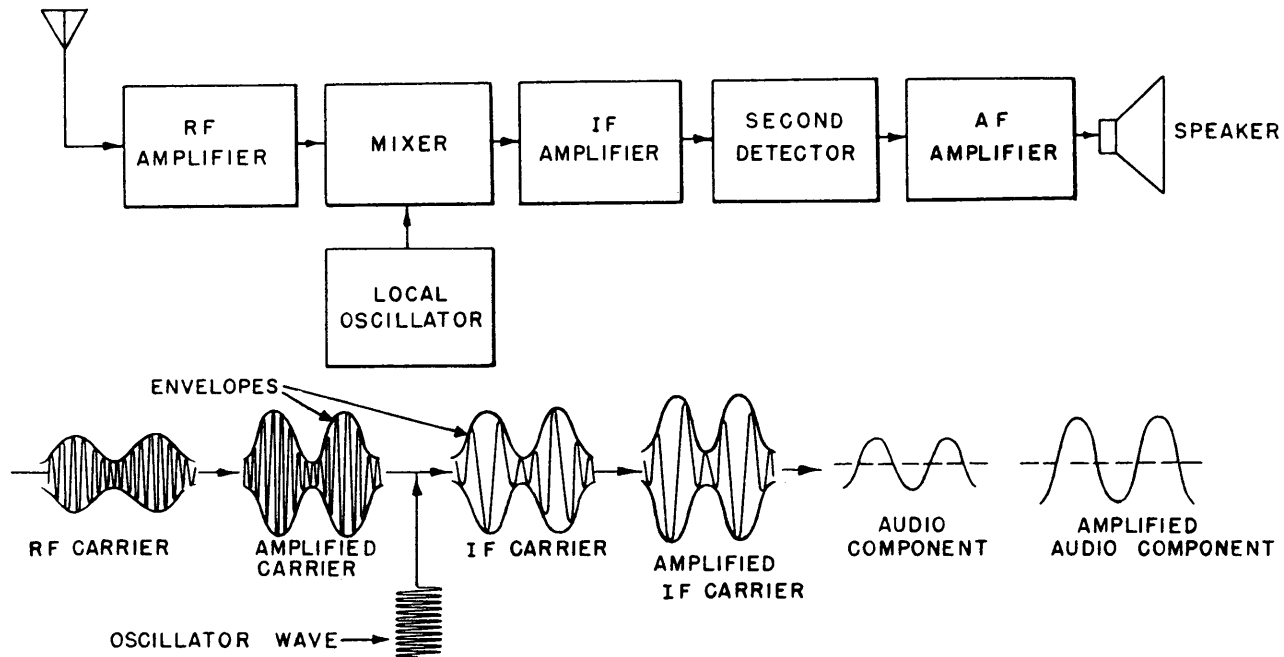 RF
AMPLIFIER
MIXER
IF
AMPLIFIER
SECOND
DETECTOR
AF
AMPLIFIER
SPEAKER
LOCAL
OSCILLATOR
ENVELOPES
RF CARRIER
AMPLIFIED
CARRIER
IF CARRIER
AMPLIFIED
IF CARRIER
AUDIO
COMPONENT
AMPLIFIED
AUDIO COMPONENT
OSCILLATOR WAVE